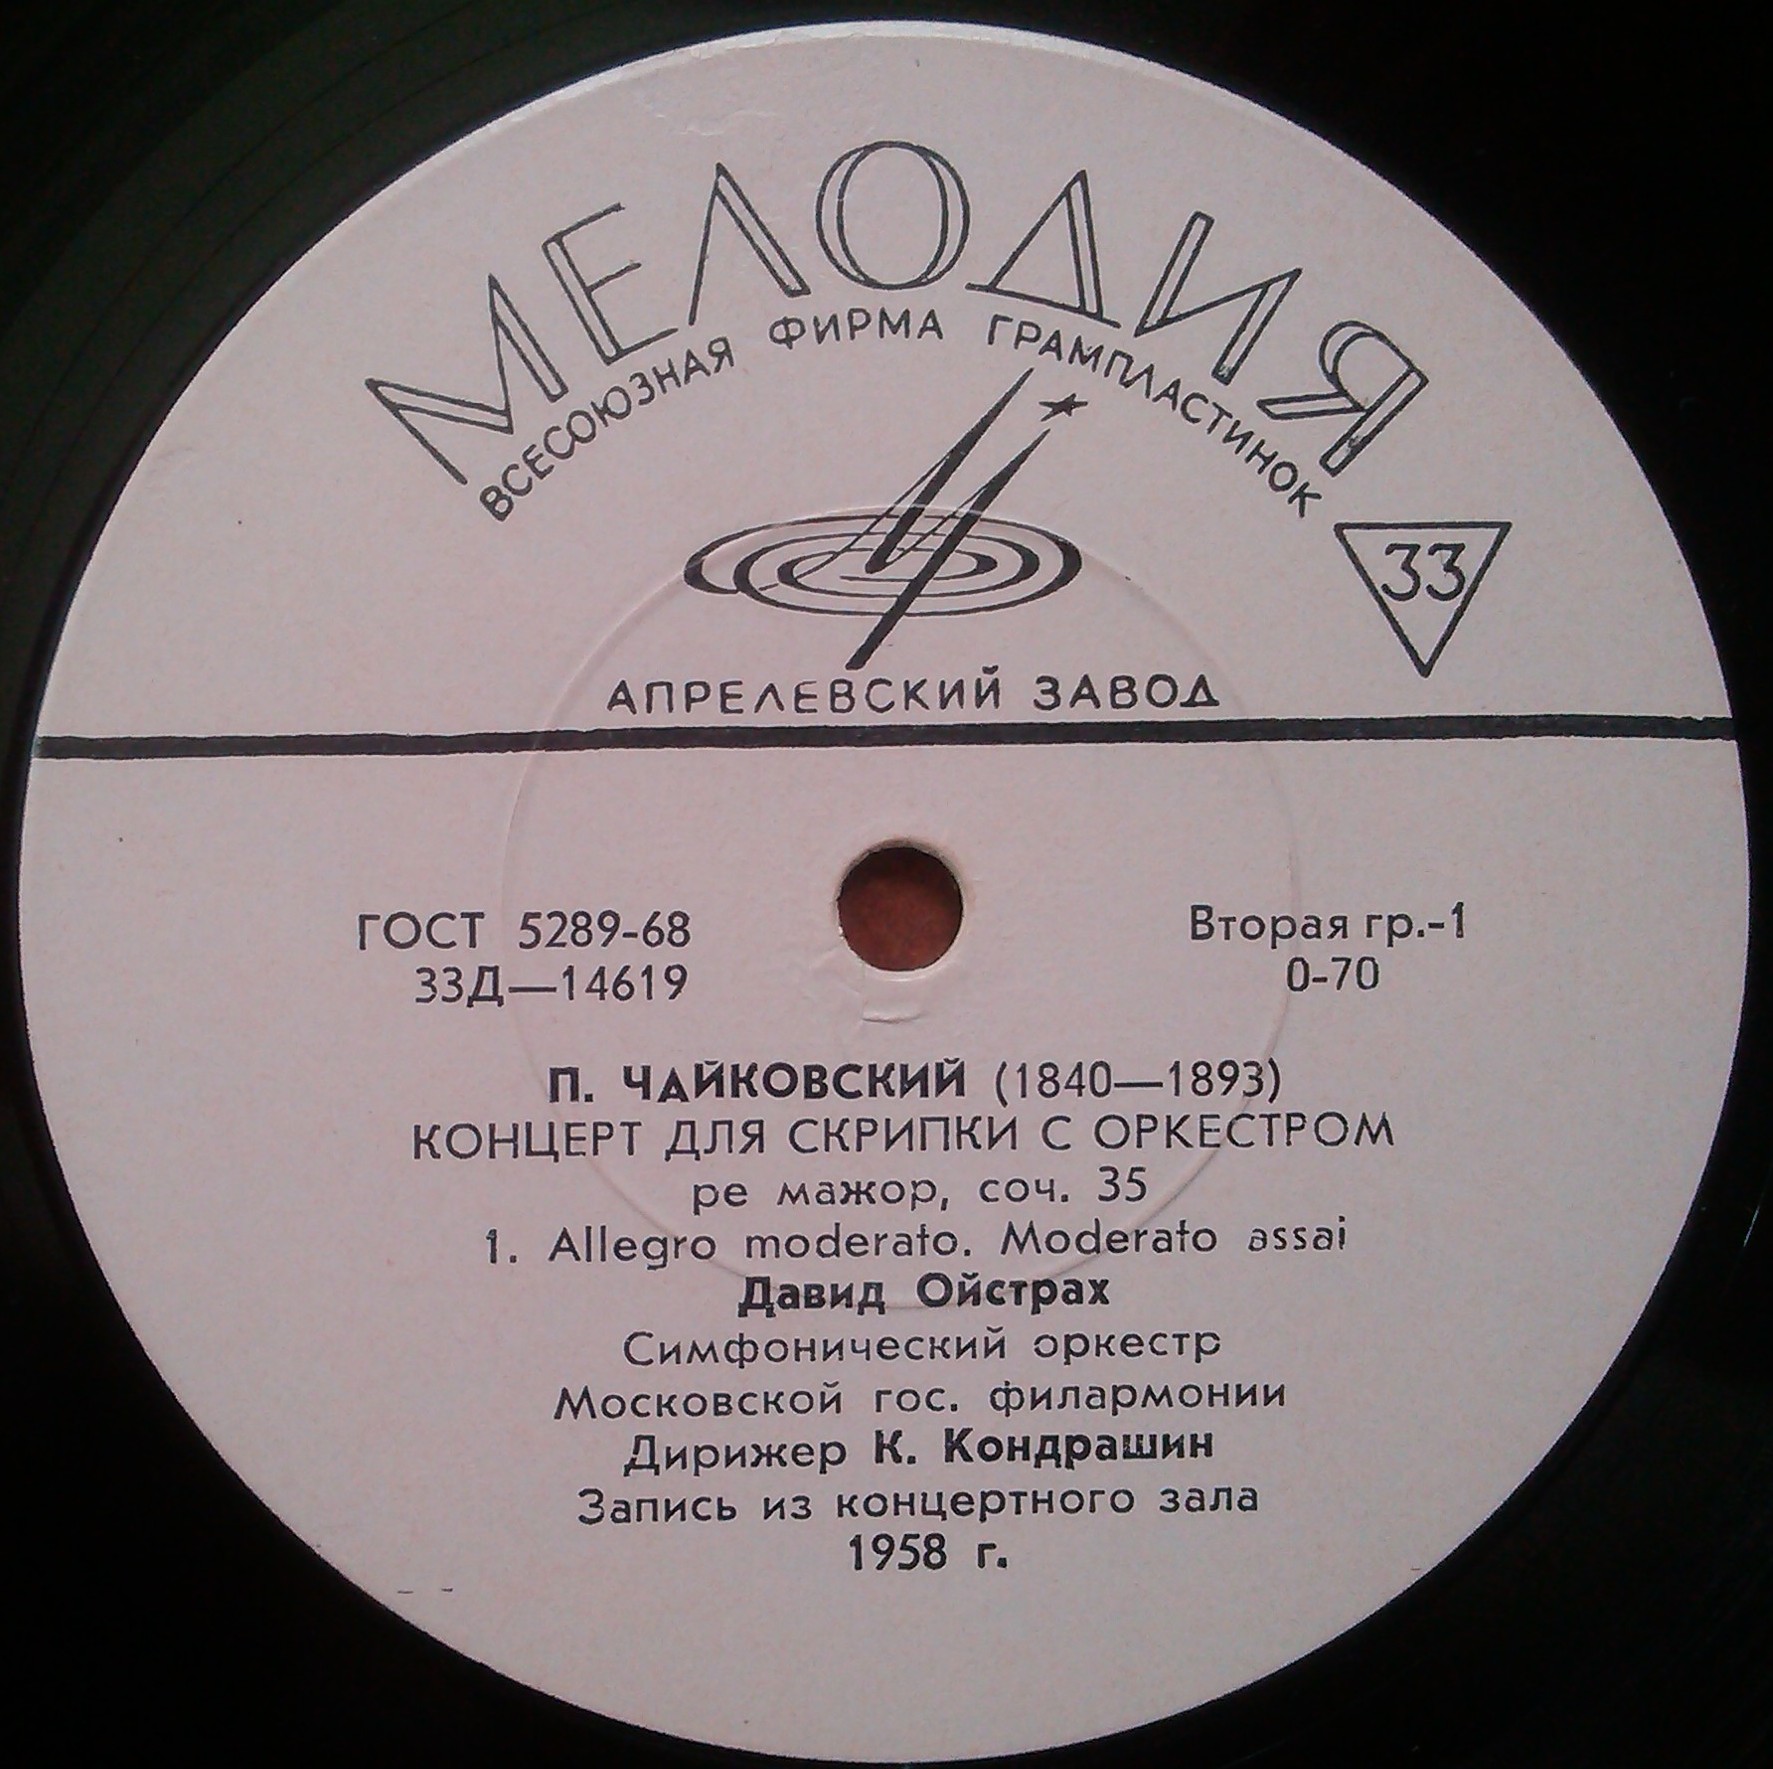 МЕЛОДИЯ
ВСЕСОЮЗНАЯ ФИРМА ГРАМПЛАСТИНОК
33
АПРЕЛЕВСКИЙ ЗАВОД
ГОСТ 5289-68
33Д—14619
Вторая гр.-1
0-70
П. ЧАЙКОВСКИЙ (1840—1893)
КОНЦЕРТ ДЛЯ СКРИПКИ С ОРКЕСТРОМ
ре мажор, соч. 35
1. Allegro moderato. Moderato assai
Давид Ойстрах
Симфонический оркестр
Московской гос. филармонии
Дирижер К. Кондрашин
Запись из концертного зала
1958 г.